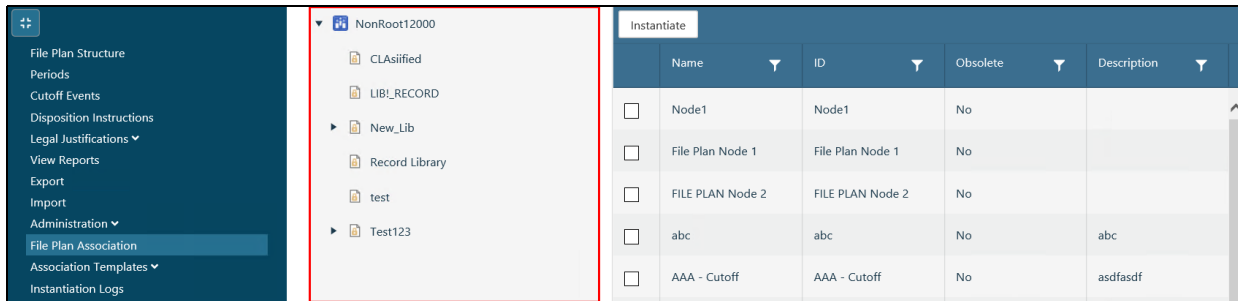 File Plan Structure
Periods
Cutoff Events
Disposition Instructions
Legal Justifications
View Reports
Export
Import
Administration
File Plan Association
Association Templates
Instantiation Logs
NonRoot12000
CLAsiified
LIB!_RECORD
New_Lib
Record Library
test
Test123
Instantiate
Name ID Obsolete Description
Node1 Node1 No
File Plan Node 1 File Plan Node 1 No
FILE PLAN Node 2 FILE PLAN Node 2 No
abc abc No abc
AAA - Cutoff AAA - Cutoff No asdfasdf